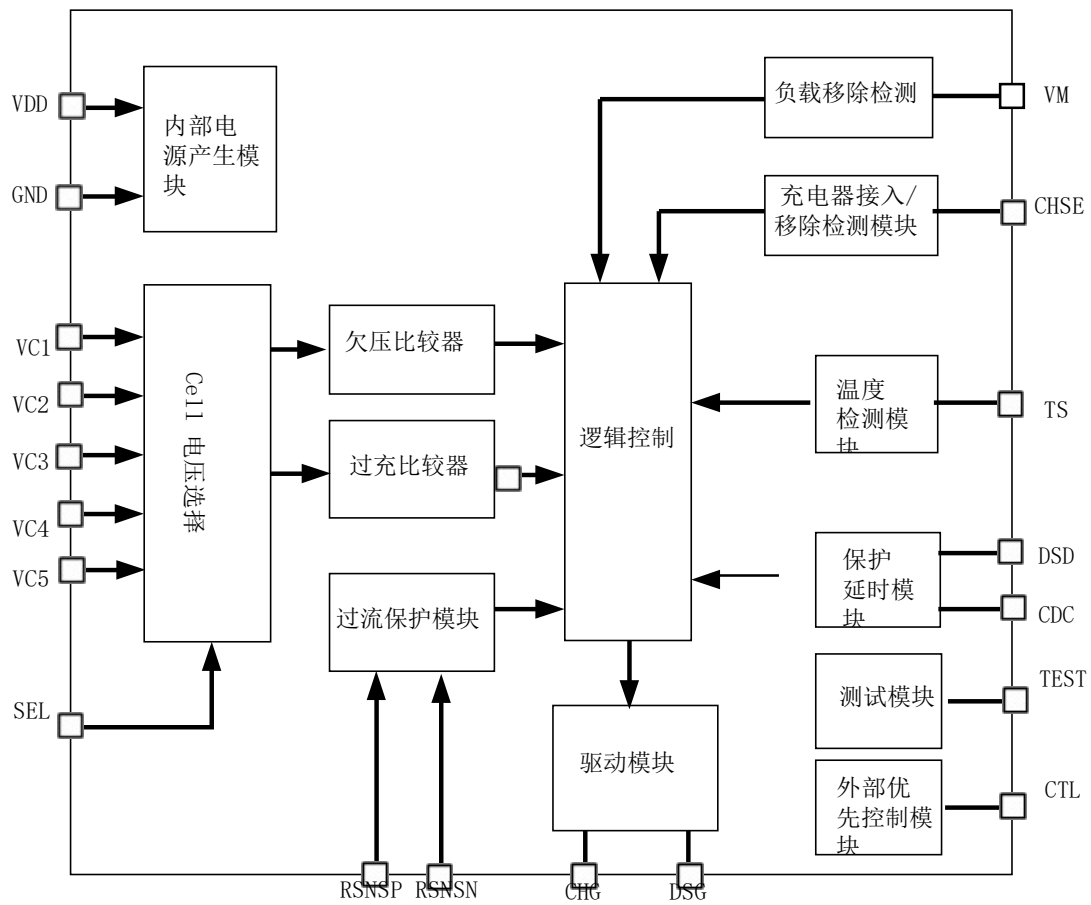 VDD
GND
内部电
源产生模
块
负载移除检测
VM
充电器接入/
移除检测模块
CHSE
VC1
VC2
VC3
VC4
VC5
Cell 电压选择
欠压比较器
过充比较器
逻辑控制
温度
检测模
块
TS
过流保护模块
保护
延时模
块
DSD
CDC
SEL
测试模块
TEST
驱动模块
外部优
先控制模
块
CTL
RSNSP
RSNSN
CHG
DSG